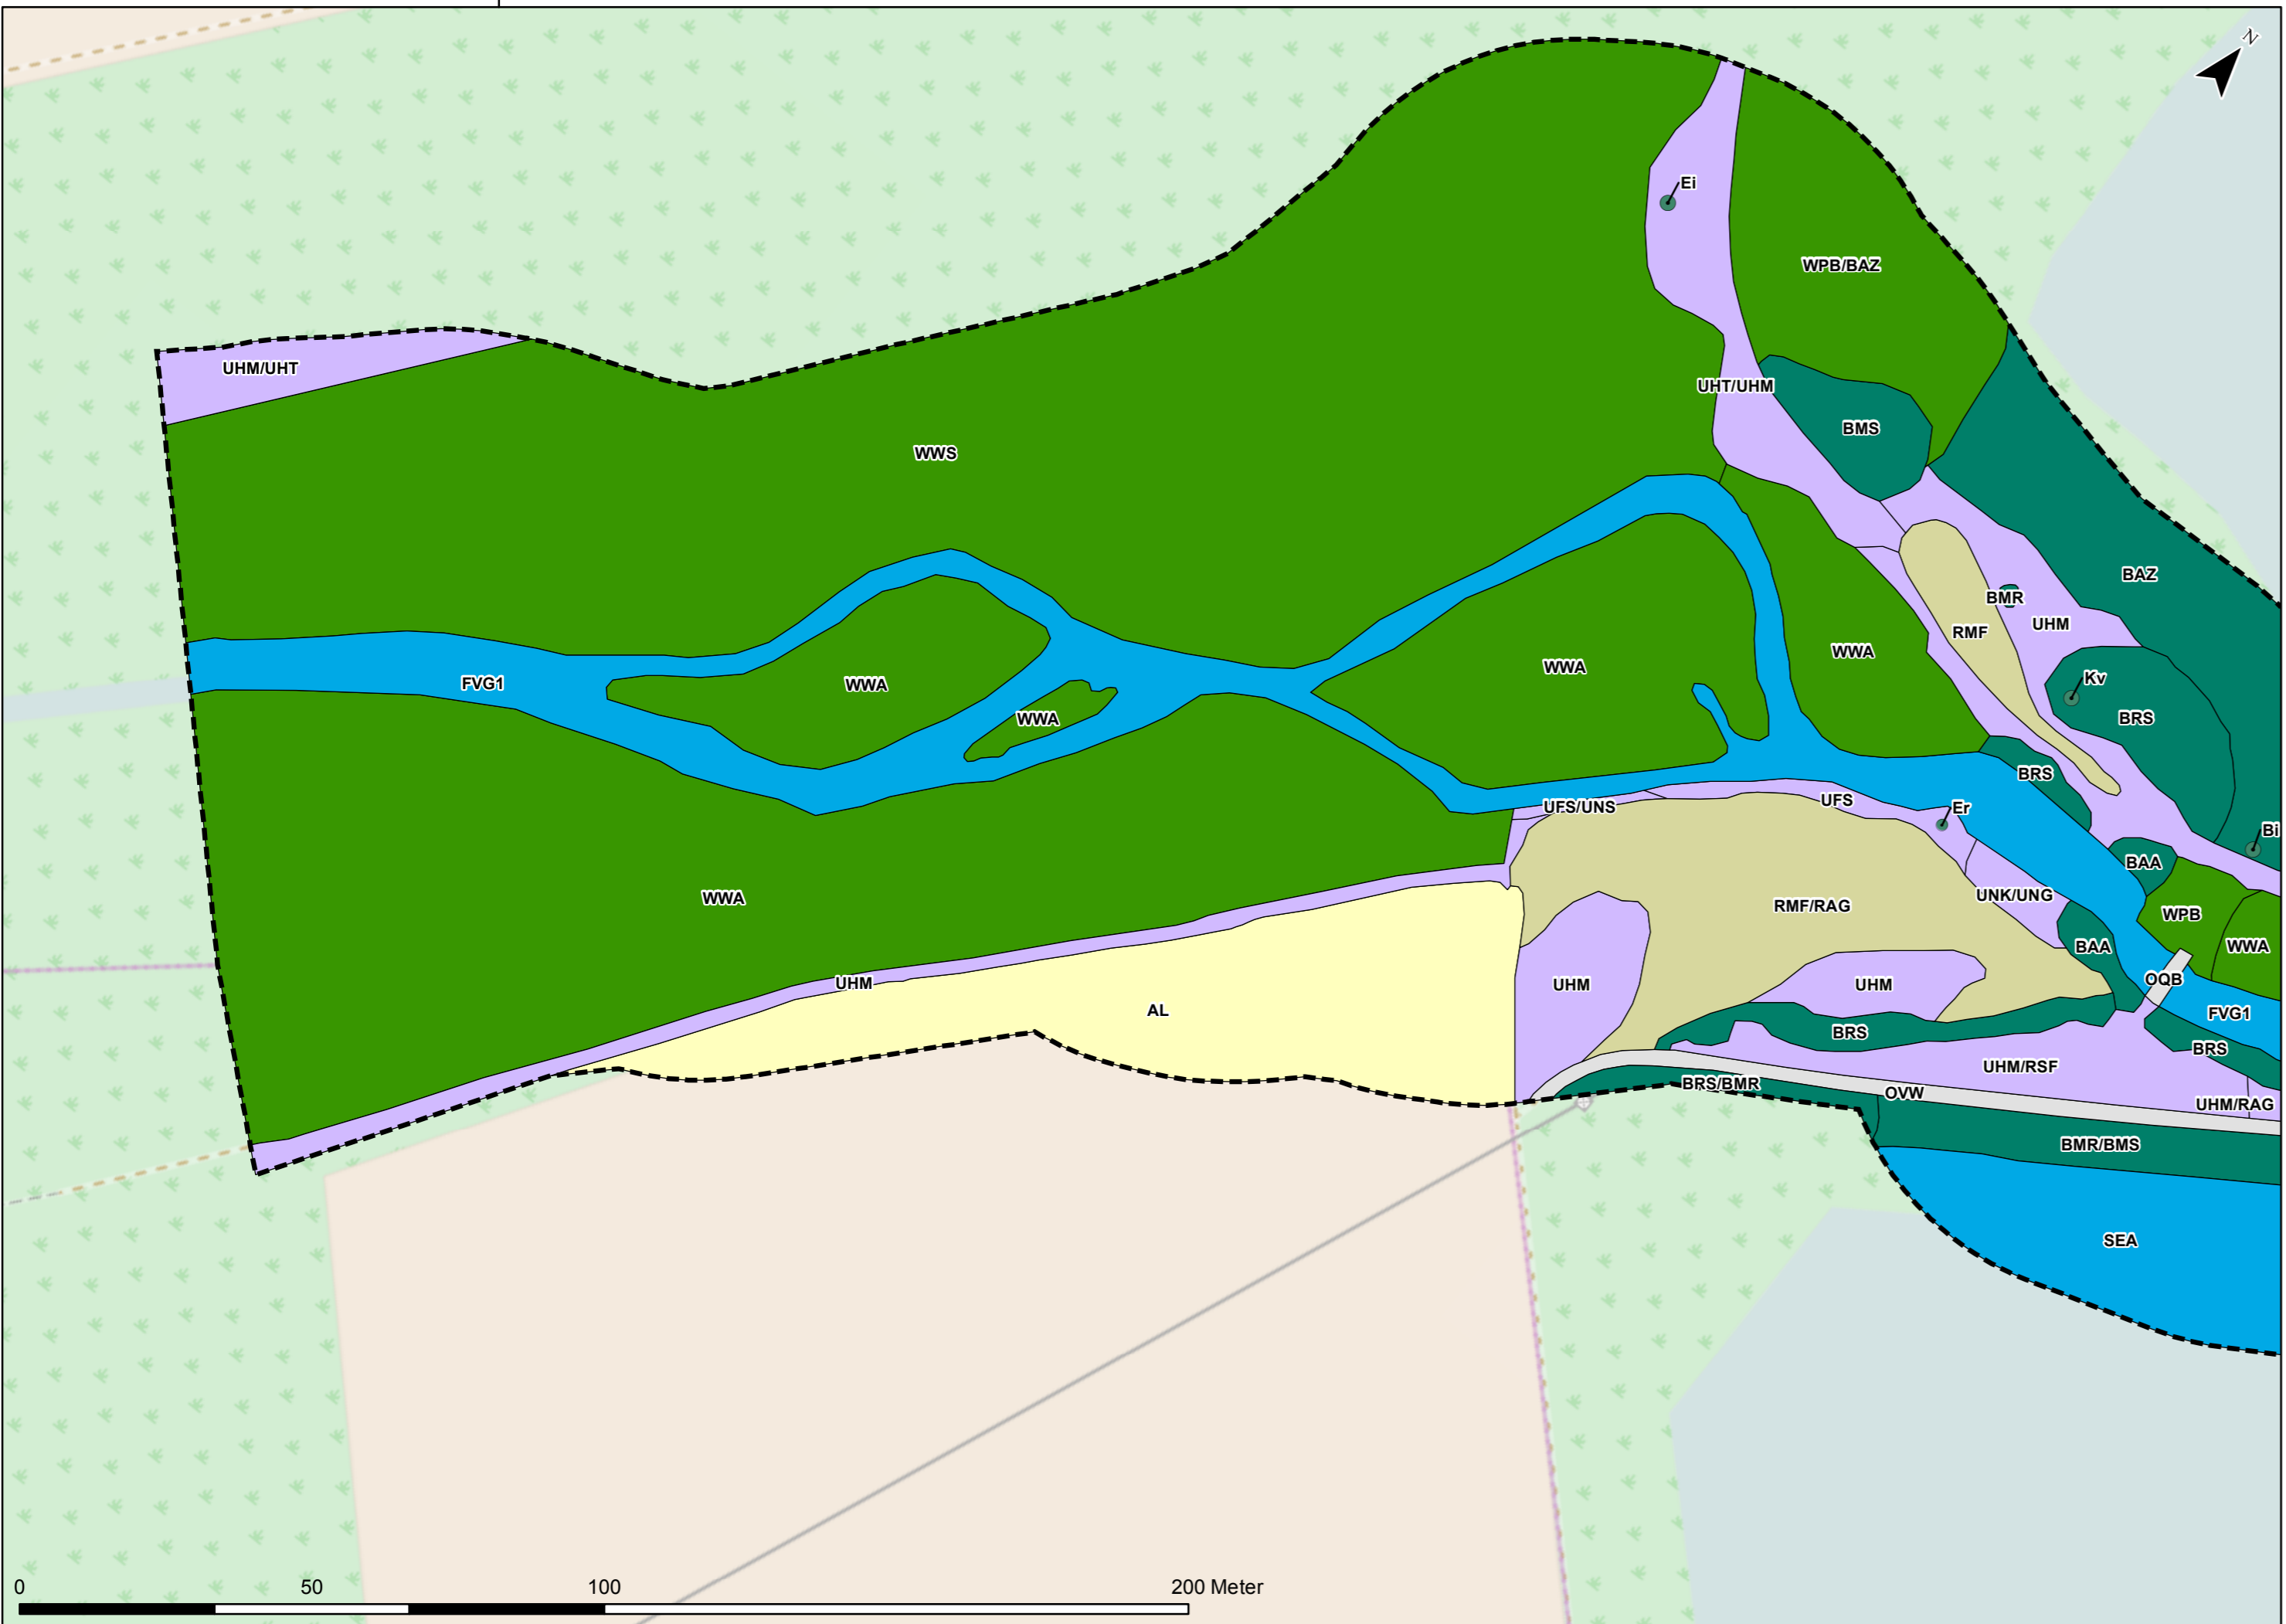 N
Ei
WPB/BAZ
UHM/UHT
UHT/UHM
BMS
WWS
BAZ
BMR
UHM
RMF
WWA
WWA
Kv
FVG1
WWA
WWA
BRS
BRS
UFS/UNS
UFS
Er
Bi
BAA
UNK/UNG
WWA
RMF/RAG
WPB
BAA
WWA
OQB
UHM
UHM
UHM
AL
FVG1
BRS
BRS
UHM/RSF
BRS/BMR
OVW
UHM/RAG
BMR/BMS
SEA
0 50 100 200 Meter